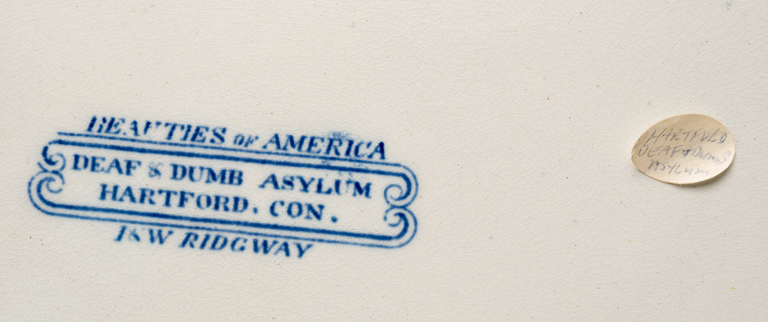 BEAUTIES OF AMERICA
DEAF & DUMB ASYLUM
HARTFORD. CON.
J & W RIDGWAY
HARTFORD
DEAF & DUMB
ASYLUM